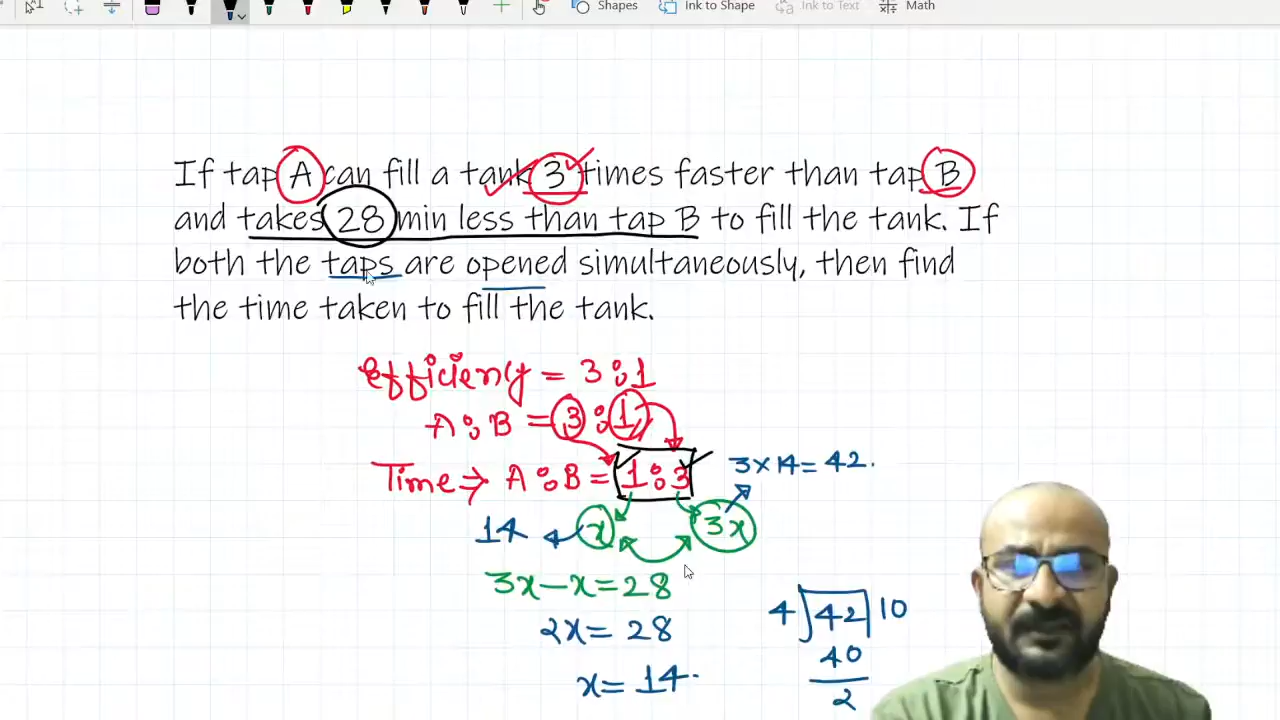 Shapes Ink to Shape Ink to Text Math
If tap A can fill a tank 3 times faster than tap B
and takes 28 min less than tap B to fill the tank. If
both the taps are opened simultaneously, then find
the time taken to fill the tank.
Efficiency = 3:1
A:B = 3:1
Time → A:B = 1:3
3×14=42.
14 ← x 3x
3x-x=28
2x= 28
x= 14.
4 42 10
40
2